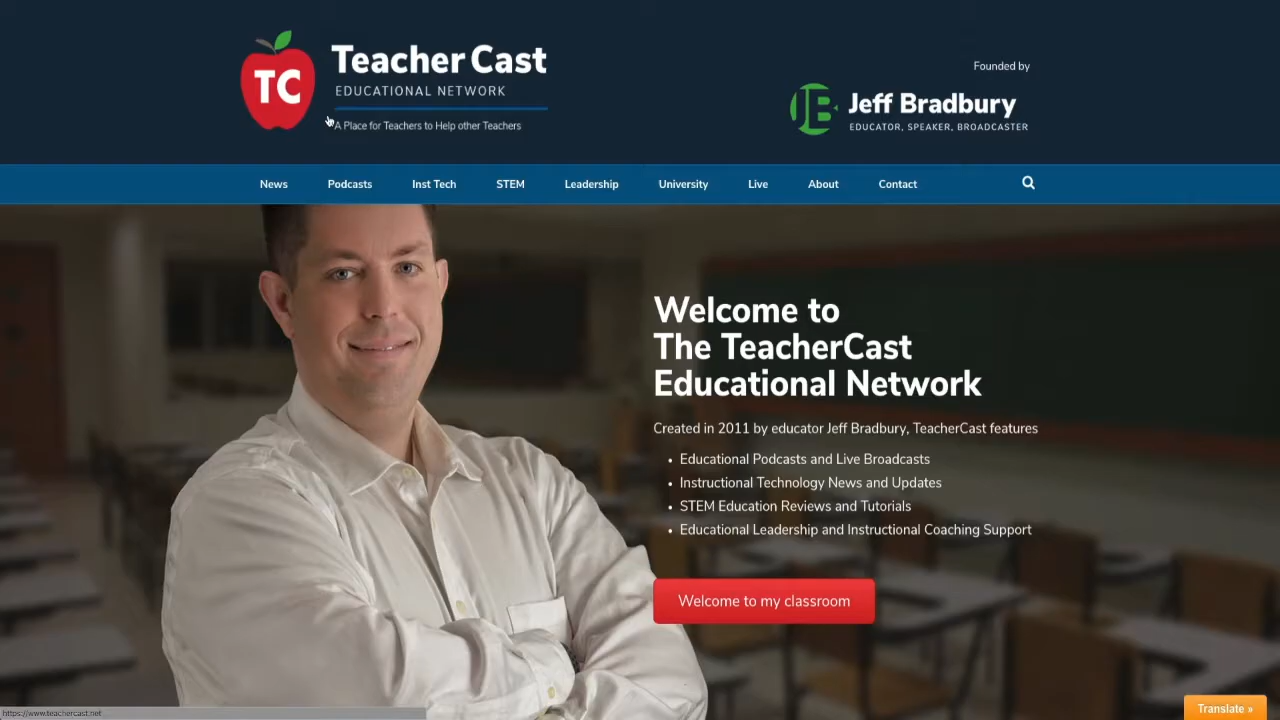 TC
Teacher Cast
EDUCATIONAL NETWORK
A Place for Teachers to Help other Teachers
Founded by
JB
Jeff Bradbury
EDUCATOR, SPEAKER, BROADCASTER
News Podcasts Inst Tech STEM Leadership University Live About Contact
Welcome to
The TeacherCast
Educational Network
Created in 2011 by educator Jeff Bradbury, TeacherCast features
• Educational Podcasts and Live Broadcasts
• Instructional Technology News and Updates
• STEM Education Reviews and Tutorials
• Educational Leadership and Instructional Coaching Support
Welcome to my classroom
Translate »
https://www.teachercast.net